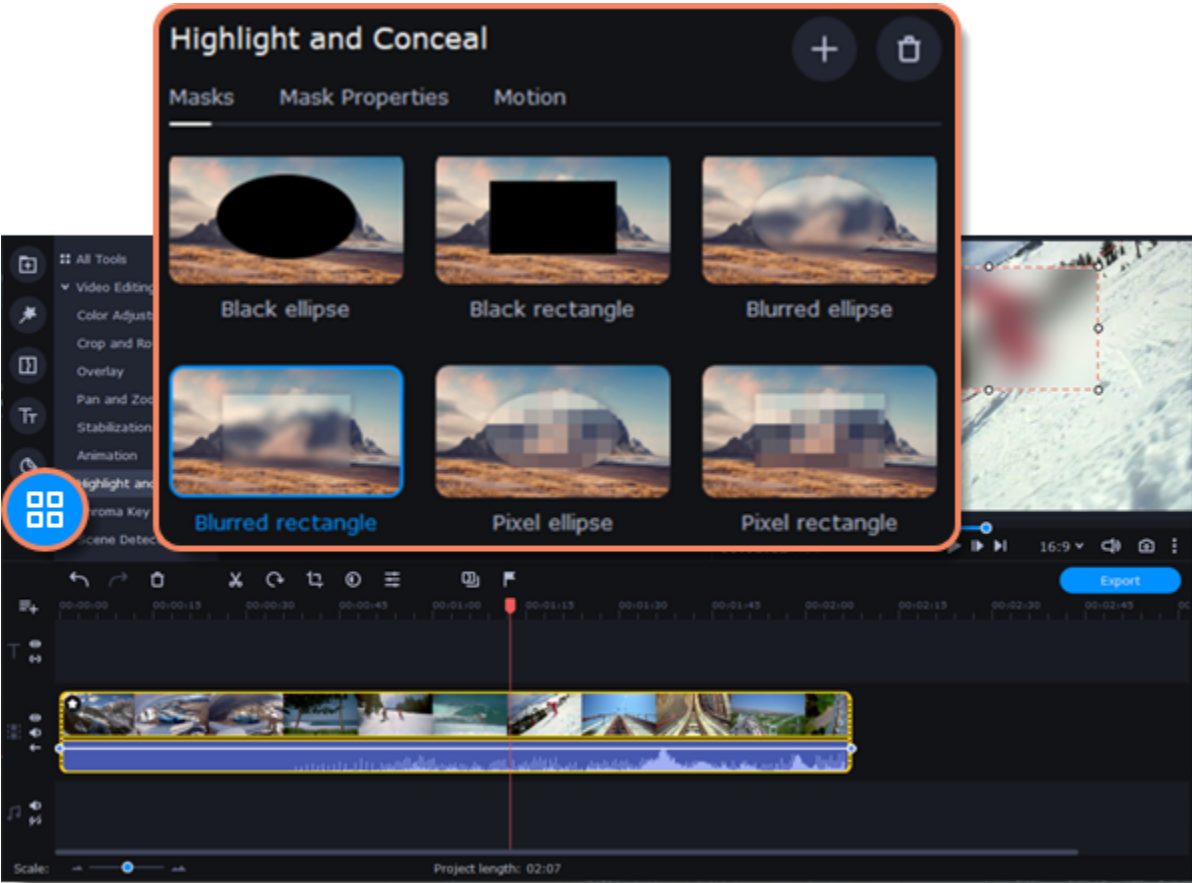 Highlight and Conceal
Masks Mask Properties Motion
Black ellipse Black rectangle Blurred ellipse
Blurred rectangle Pixel ellipse Pixel rectangle
All Tools
Video Editing
Color Adjust
Crop and Ro
Overlay
Pan and Zoo
Stabilization
Animation
Highlight and
Chroma Key
Scene Detec
16:9
Export
00:00:00 00:00:15 00:00:30 00:00:45 00:01:00 00:01:15 00:01:30 00:01:45 00:02:00 00:02:15 00:02:30 00:02:45
Scale: Project length: 02:07